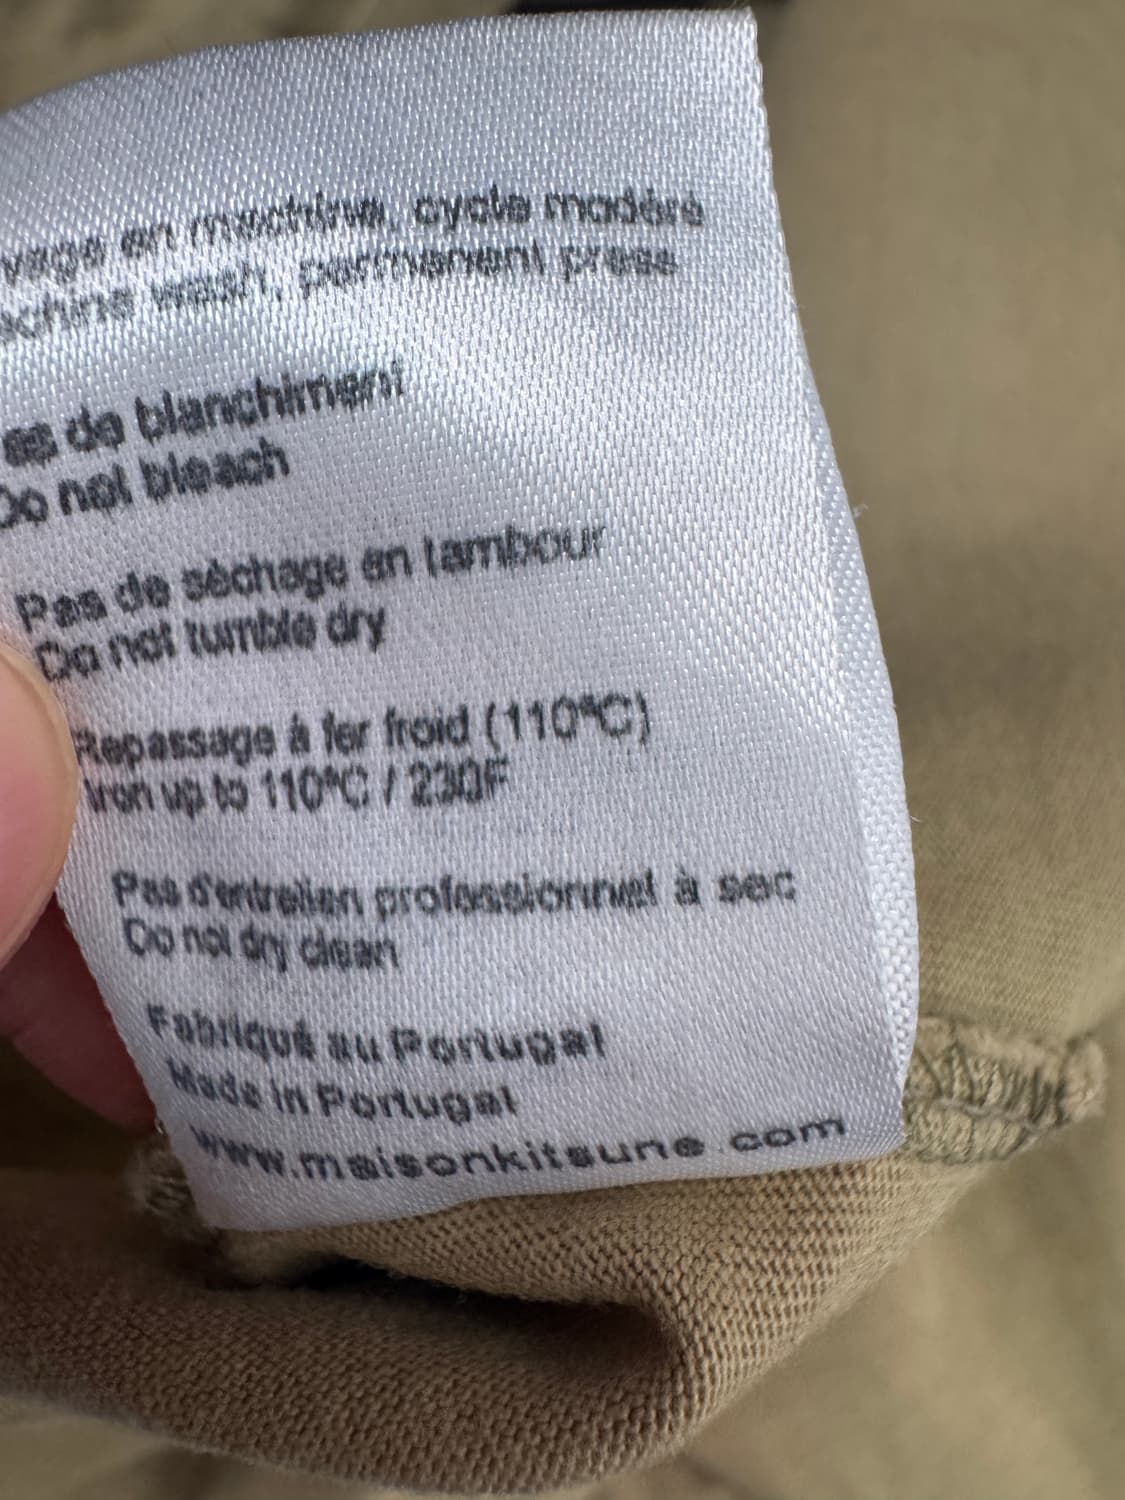 vage en machine, cycle modéré
achine wash, permanent press
as de blanchiment
Do not bleach
Pas de séchage en tambour
Do not tumble dry
Repassage à fer froid (110°C)
Iron up to 110°C / 230F
Pas d'entretien professionnel à sec
Do not dry clean
Fabriqué au Portugal
Made in Portugal
www.maisonkitsune.com